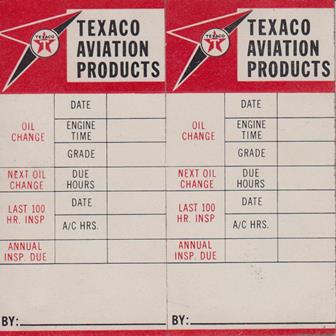 TEXACO
TEXACO
AVIATION
PRODUCTS
OIL
CHANGE
DATE
ENGINE
TIME
GRADE
NEXT OIL
CHANGE
DUE
HOURS
LAST 100
HR. INSP
DATE
A/C HRS.
ANNUAL
INSP. DUE
BY:
TEXACO
TEXACO
AVIATION
PRODUCTS
OIL
CHANGE
DATE
ENGINE
TIME
GRADE
NEXT OIL
CHANGE
DUE
HOURS
LAST 100
HR. INSP
DATE
A/C HRS.
ANNUAL
INSP. DUE
BY: